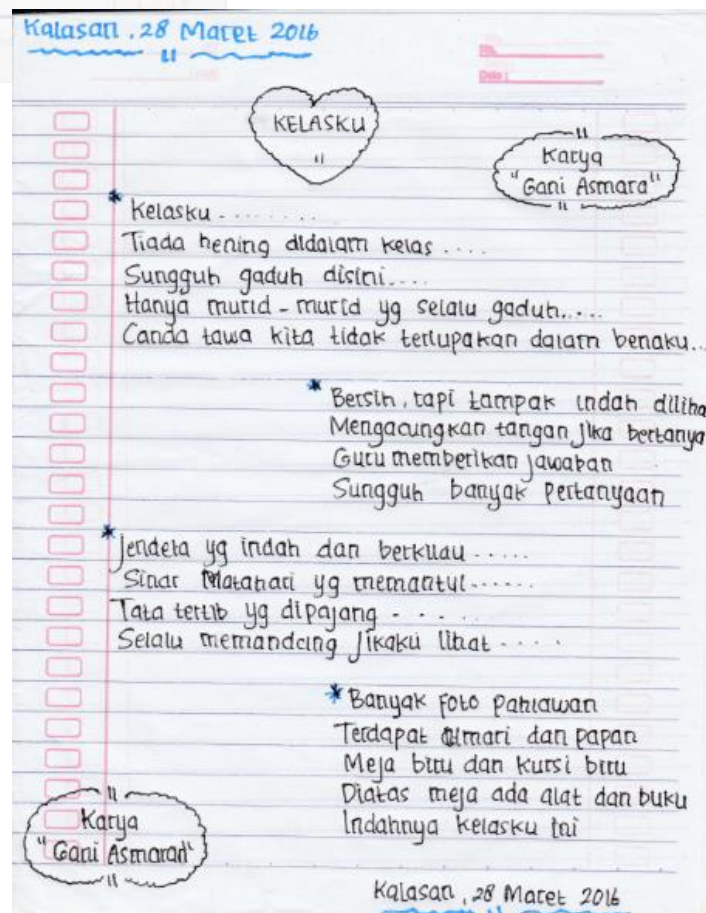 Kalasan, 28 Maret 2016
No.
Date :
KELASKU
Karya
"Gani Asmara"
* Kelasku .........
Tiada hening didalam kelas ....
Sungguh gaduh disini....
Hanya murid-murid yg selalu gaduh.....
Canda tawa kita tidak terlupakan dalam benaku...
* Bersih, tapi tampak indah diliha
Mengacungkan tangan jika bertanya
Guru memberikan jawaban
Sungguh banyak Pertanyaan
* jendela yg indah dan berkilau .....
Sinar Matahari yg memantul......
Tata tertib yg dipajang ......
Selalu memandang jikaku lihat ....
* Banyak foto pahlawan
Terdapat almari dan papan
Meja biru dan kursi biru
Diatas meja ada alat dan buku
Indahnya kelasku ini
Karya
"Gani Asmara"
Kalasan, 28 Maret 2016